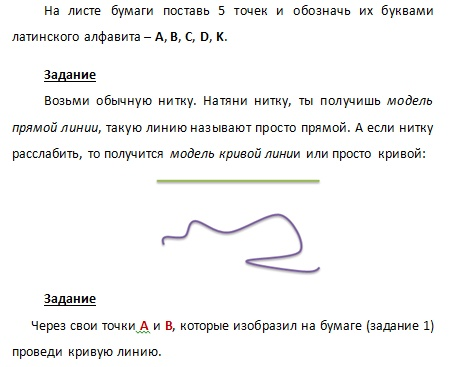 На листе бумаги поставь 5 точек и обозначь их буквами
латинского алфавита – A, B, C, D, K.
Задание
Возьми обычную нитку. Натяни нитку, ты получишь модель
прямой линии, такую линию называют просто прямой. А если нитку
расслабить, то получится модель кривой линии или просто кривой:
Задание
Через свои точки А и В, которые изобразил на бумаге (задание 1)
проведи кривую линию.